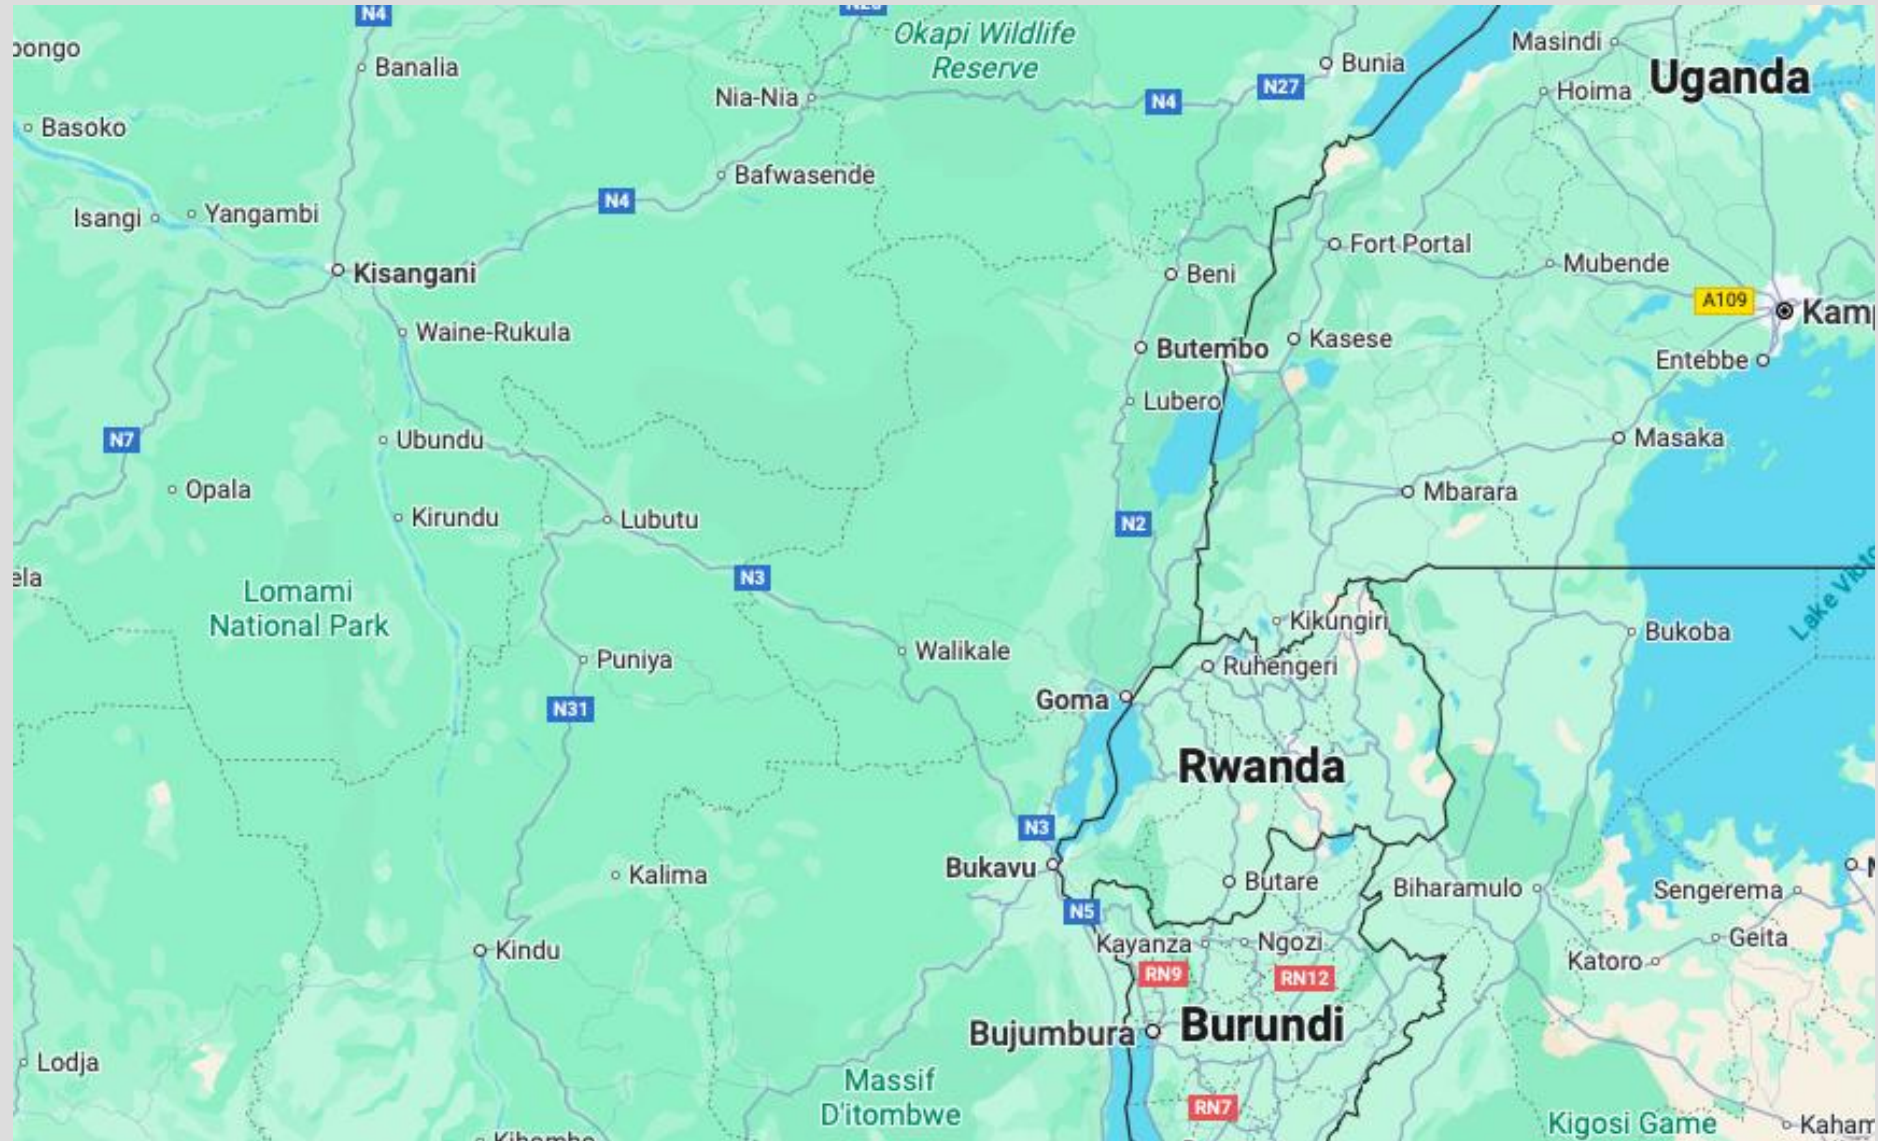 N4
Okapi Wildlife
Reserve
Masindi
Uganda
Banalia
Bunia
Nia-Nia
N4
N27
Hoima
Basoko
Bafwasende
N4
Isangi
Yangambi
Fort Portal
Mubende
Kisangani
Beni
A109
Waine-Rukula
Butembo
Kasese
Entebbe
Lubero
N7
Ubundu
Masaka
Opala
Mbarara
Kirundu
Lubutu
N2
N3
Lomami
National Park
Kikungiri
Bukoba
Walikale
Puniya
Ruhengeri
Goma
N31
Rwanda
N3
Bukavu
Kalima
Butare
Biharamulo
Sengerema
N5
Kayanza
Ngozi
Geita
Kindu
Katoro
RN9
RN12
Bujumbura
Burundi
Lodja
Massif
D'itombwe
RN7
Kigosi Game